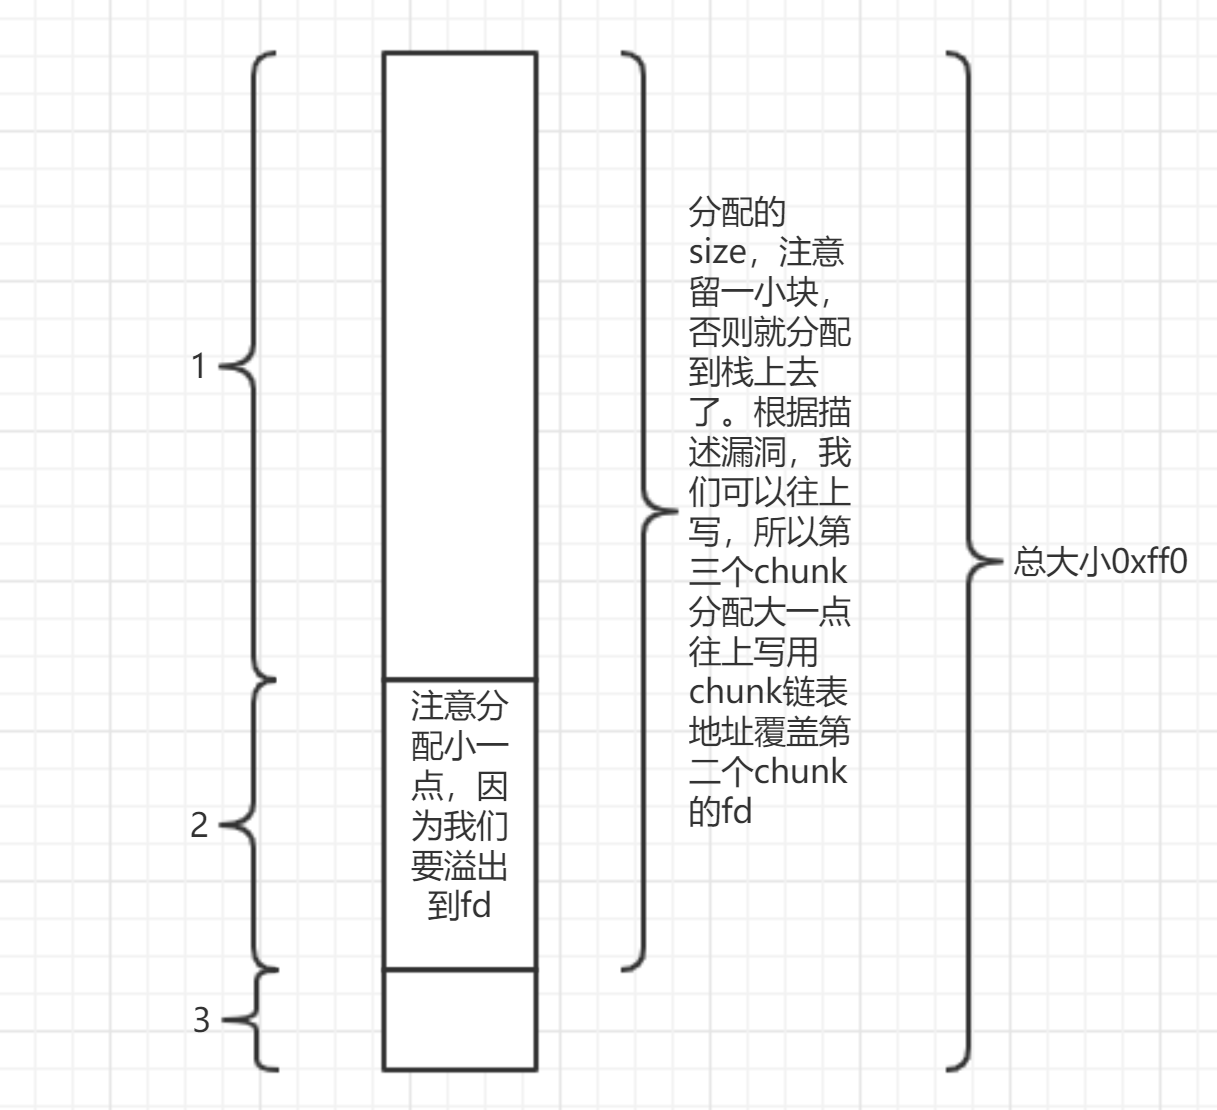 1
2
3
注意分
配小一
点，因
为我们
要溢出
到fd
分配的
size，注意
留一小块，
否则就分配
到栈上去
了。根据描
述漏洞，我
们可以往上
写，所以第
三个chunk
分配大一点
往上写用
chunk链表
地址覆盖第
二个chunk
的fd
总大小0xff0